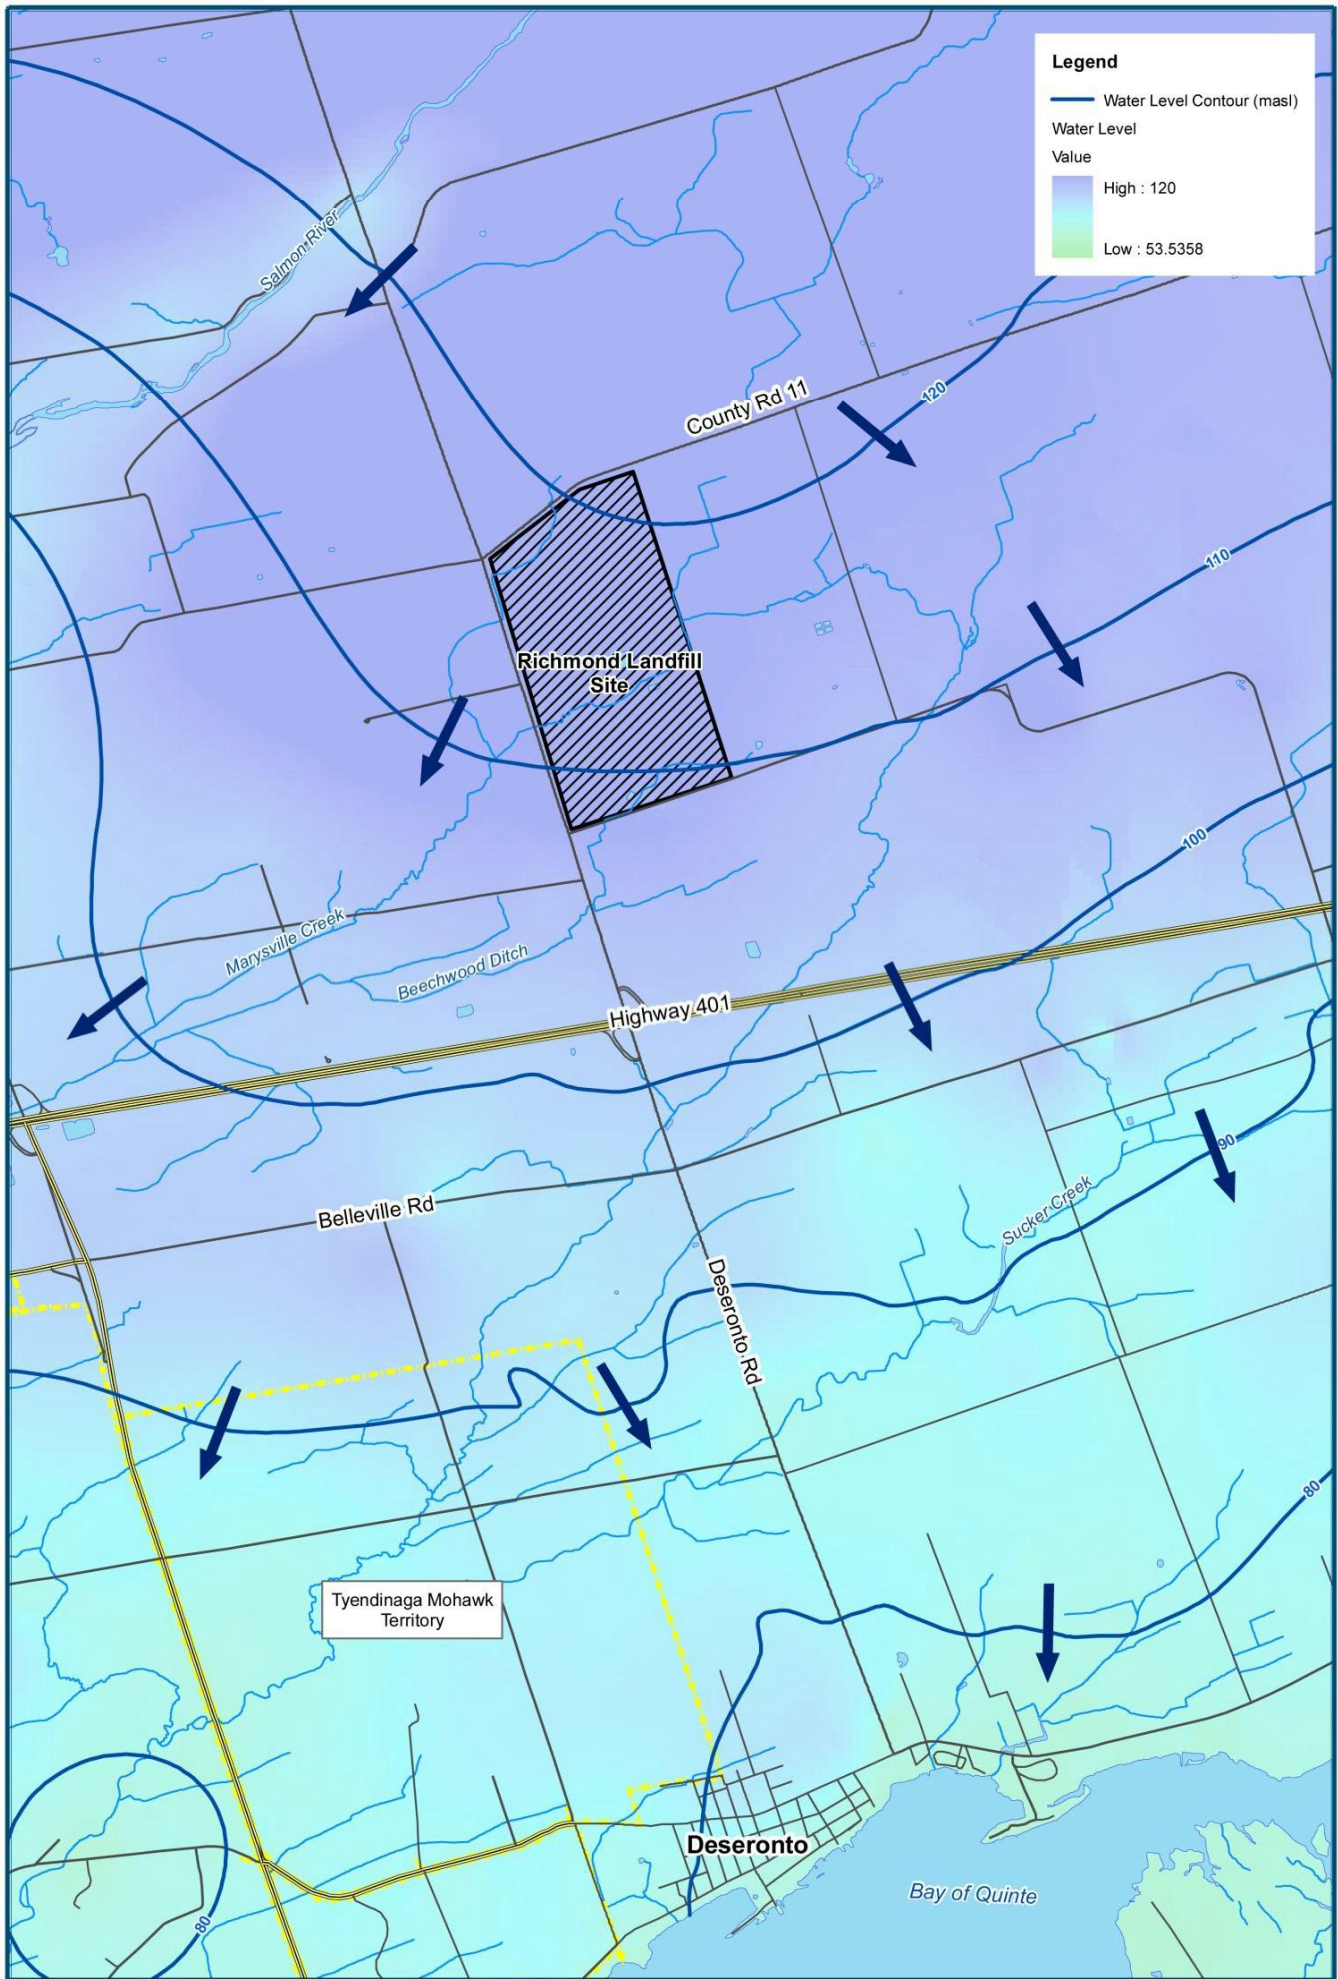 Legend
Water Level Contour (masl)
Water Level
Value
High : 120
Low : 53.5358
Salmon River
County Rd 11
120
110
Richmond Landfill
Site
100
Marysville Creek
Beechwood Ditch
Highway 401
90
Belleville Rd
Sucker Creek
Deseronto Rd
80
Tyendinaga Mohawk
Territory
Deseronto
Bay of Quinte
80